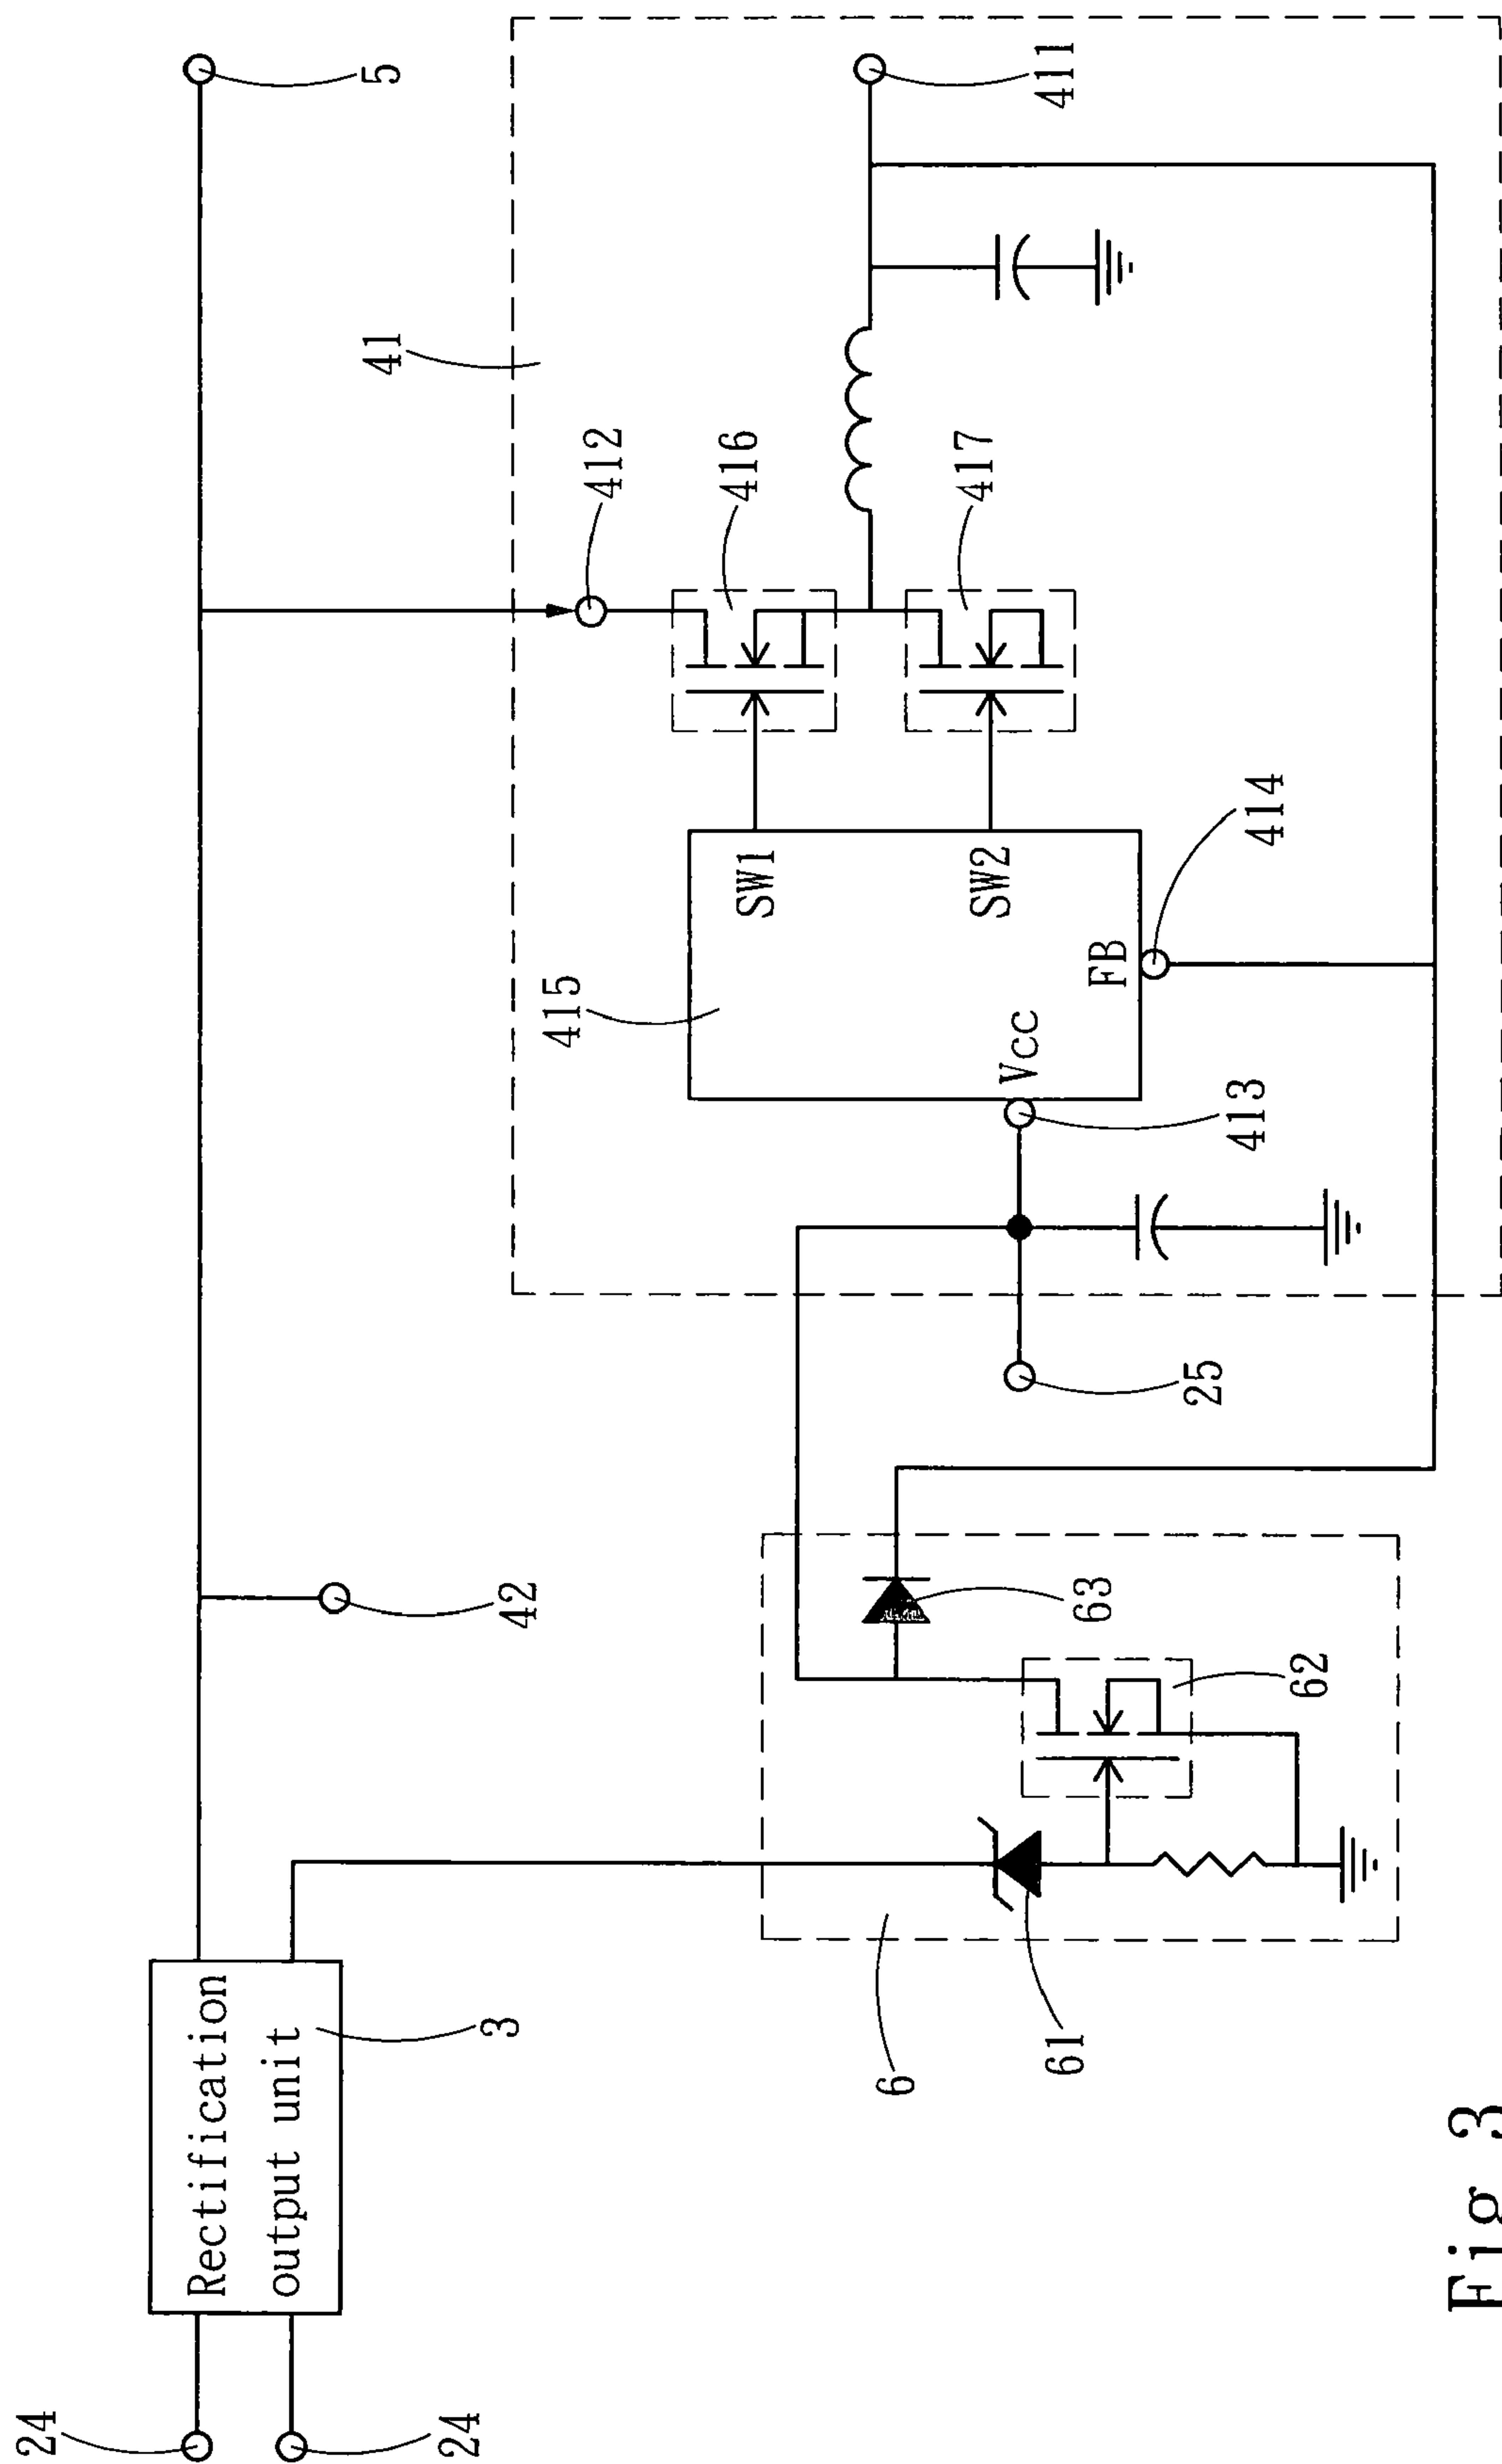 24
24
Rectification
output unit
3
42
5
6
61
62
63
25
41
411
412
413
414
415
416
417
SW1
SW2
Vcc
FB
Fig 3